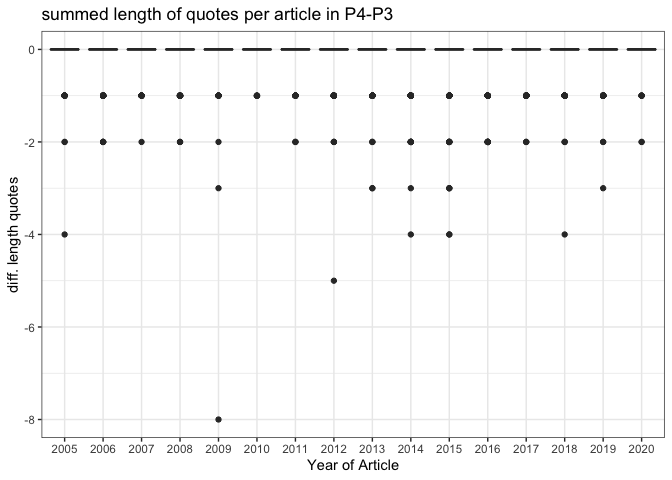 summed length of quotes per article in P4-P3
diff. length quotes
0
-2
-4
-6
-8
2005 2006 2007 2008 2009 2010 2011 2012 2013 2014 2015 2016 2017 2018 2019 2020
Year of Article